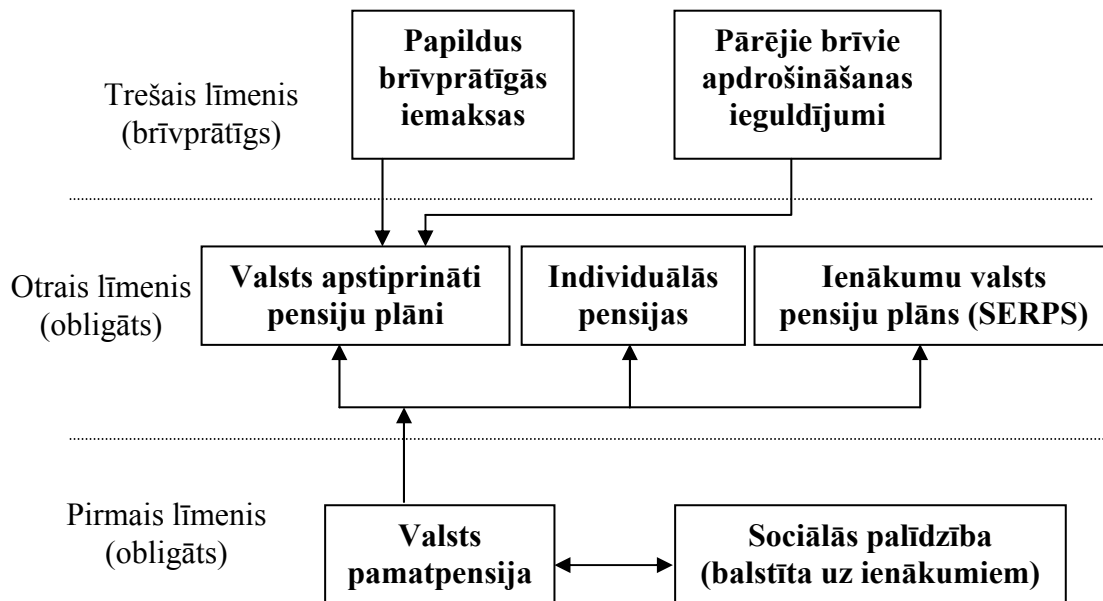 Trešais līmenis
(brīvprātīgs)
Papildus
brīvprātīgās
iemaksas
Pārējie brīvie
apdrošināšanas
ieguldījumi
Otrais līmenis
(obligāts)
Valsts apstiprināti
pensiju plāni
Individuālās
pensijas
Ienākumu valsts
pensiju plāns (SERPS)
Pirmais līmenis
(obligāts)
Valsts
pamatpensija
Sociālās palīdzība
(balstīta uz ienākumiem)